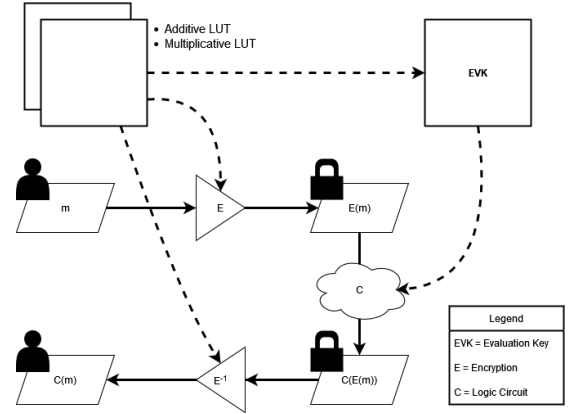 • Additive LUT
• Multiplicative LUT
EVK
m
E
E(m)
C
C(m)
E⁻¹
C(E(m))
Legend
EVK = Evaluation Key
E = Encryption
C = Logic Circuit